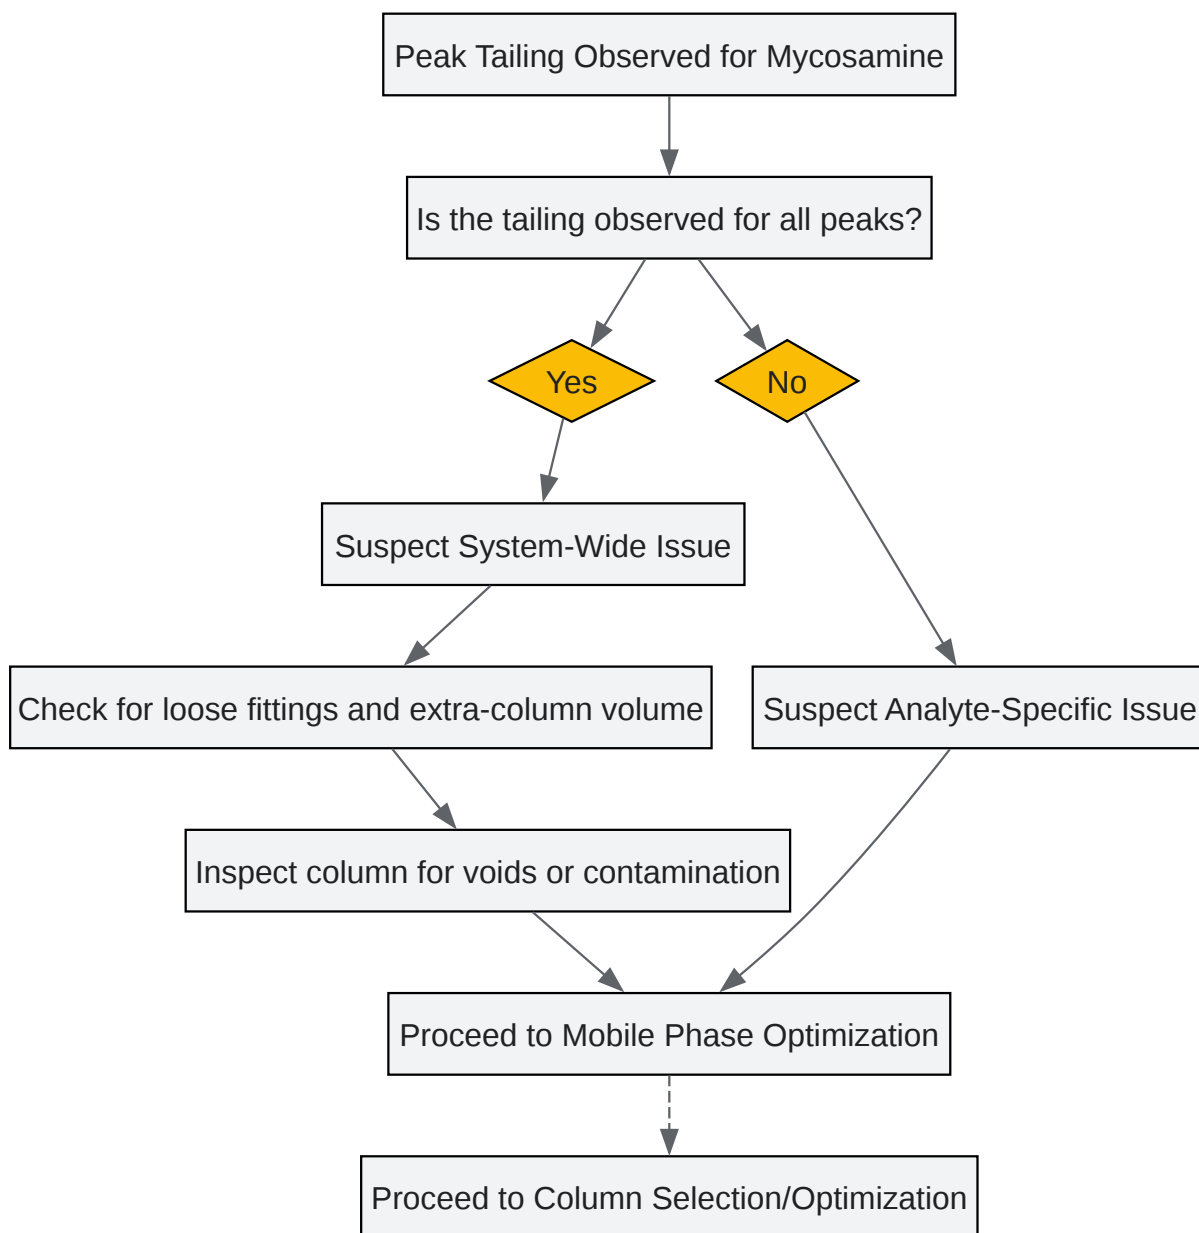 Peak Tailing Observed for Mycosamine
Is the tailing observed for all peaks?
Yes
No
Suspect System-Wide Issue
Check for loose fittings and extra-column volume
Suspect Analyte-Specific Issue
Inspect column for voids or contamination
Proceed to Mobile Phase Optimization
Proceed to Column Selection/Optimization